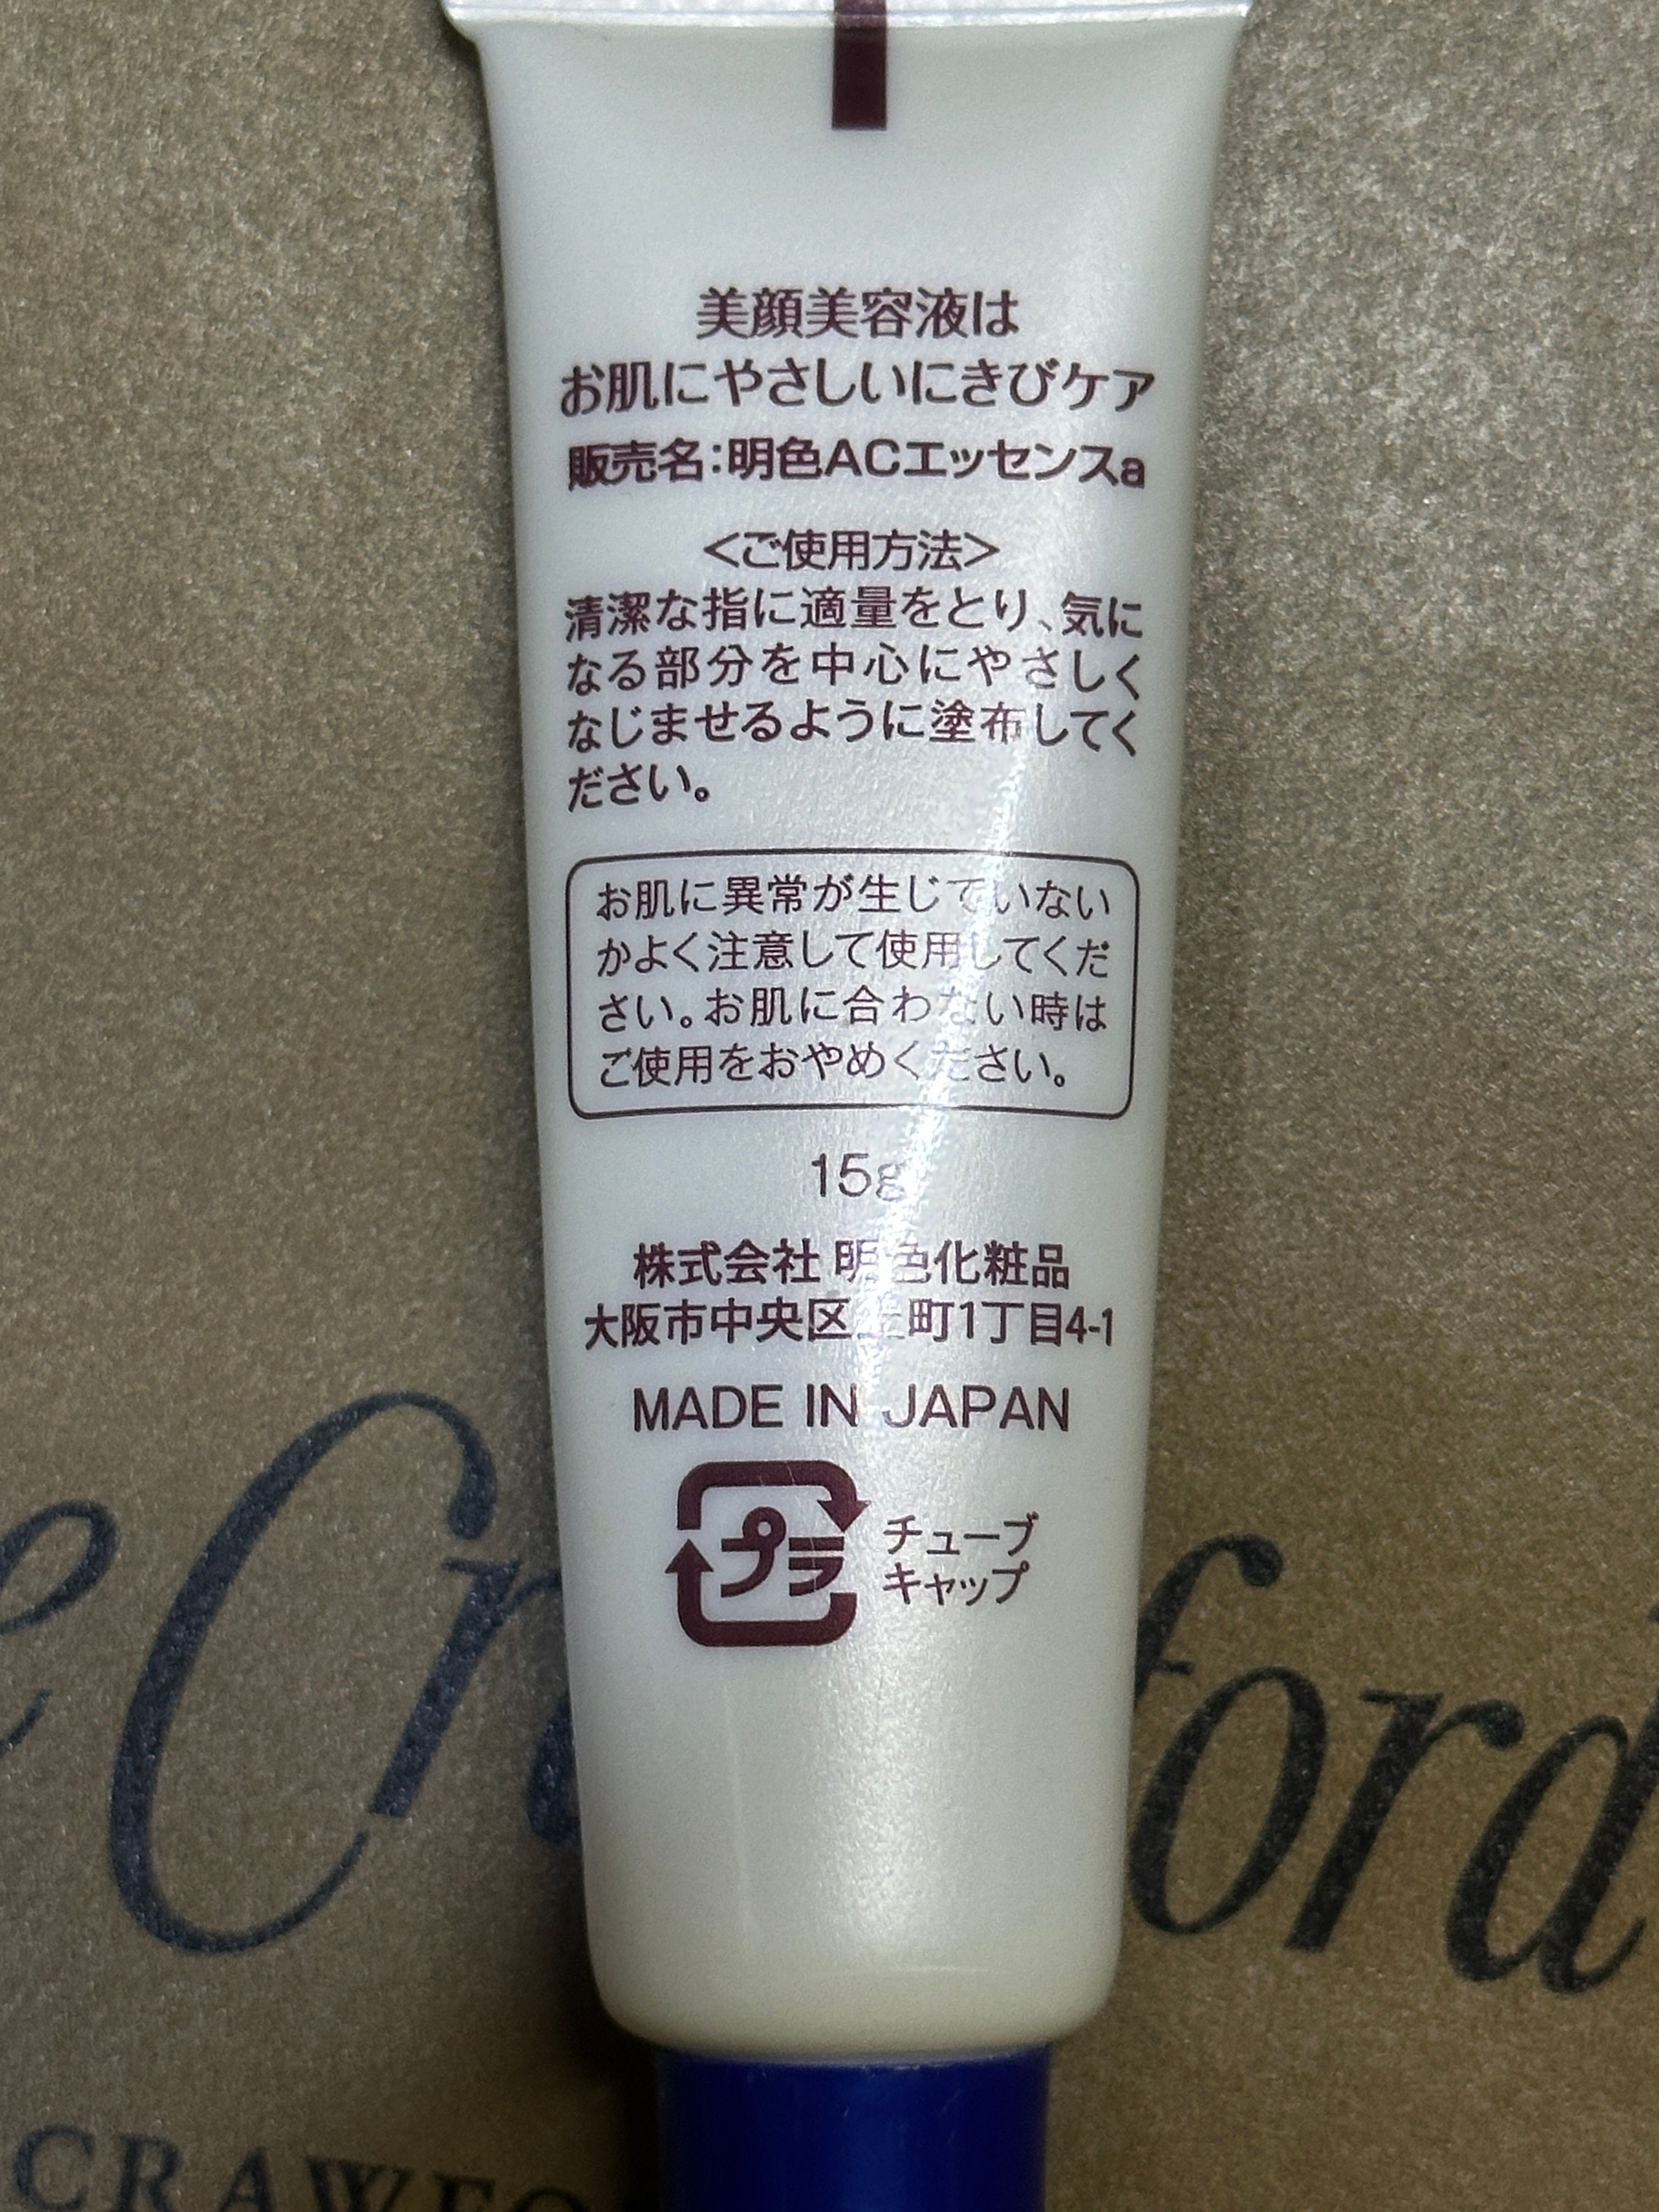 美顔美容液は
お肌にやさしいにきびケア
販売名:明色ACエッセンスa
<ご使用方法>
清潔な指に適量をとり、気に
なる部分を中心にやさしく
なじませるように塗布してく
ださい。
お肌に異常が生じていない
かよく注意して使用してくだ
さい。お肌に合わない時は
ご使用をおやめください。
15g
株式会社 明色化粧品
大阪市中央区 町1丁目4-1
MADE IN JAPAN
プラ
チューブ
キャップ